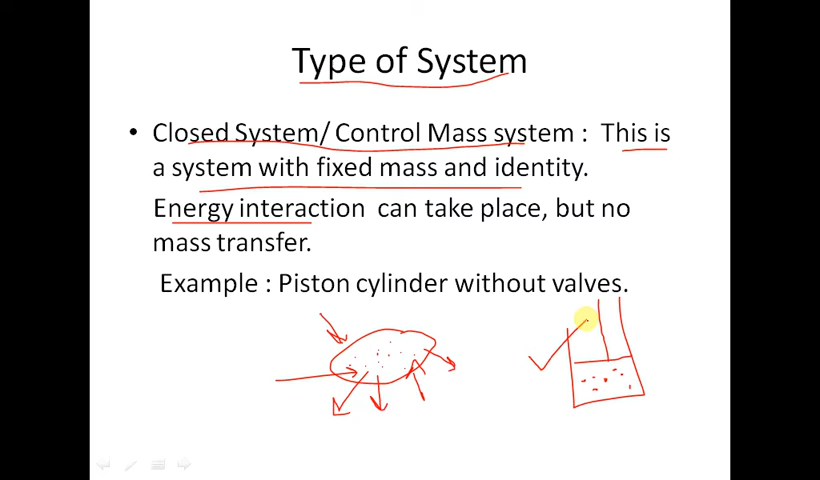 Type of System
• Closed System/ Control Mass system : This is
a system with fixed mass and identity.
Energy interaction can take place, but no
mass transfer.
Example : Piston cylinder without valves.